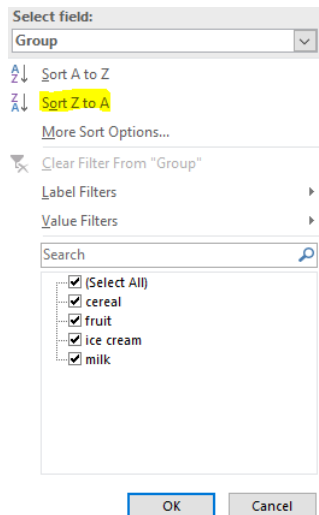 Select field:
Group
Sort A to Z
Sort Z to A
More Sort Options...
Clear Filter From "Group"
Label Filters
Value Filters
Search
(Select All)
cereal
fruit
ice cream
milk
OK Cancel